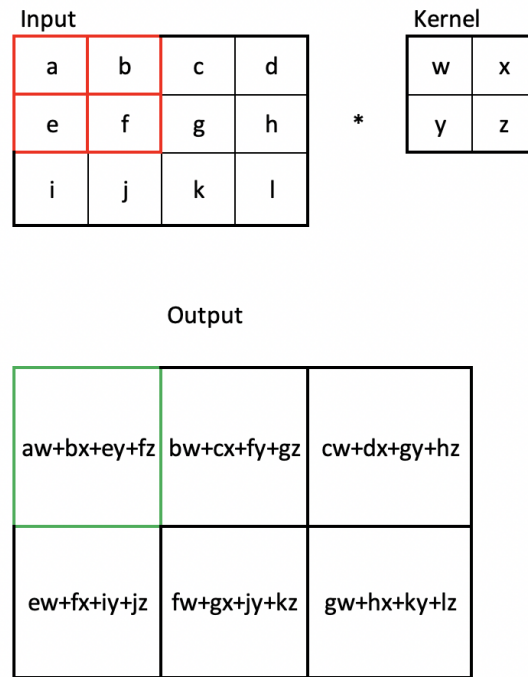 Input Kernel
a b c d w x
e f g h * y z
i j k l
Output
aw+bx+ey+fz bw+cx+fy+gz cw+dx+gy+hz
ew+fx+iy+jz fw+gx+jy+kz gw+hx+ky+lz